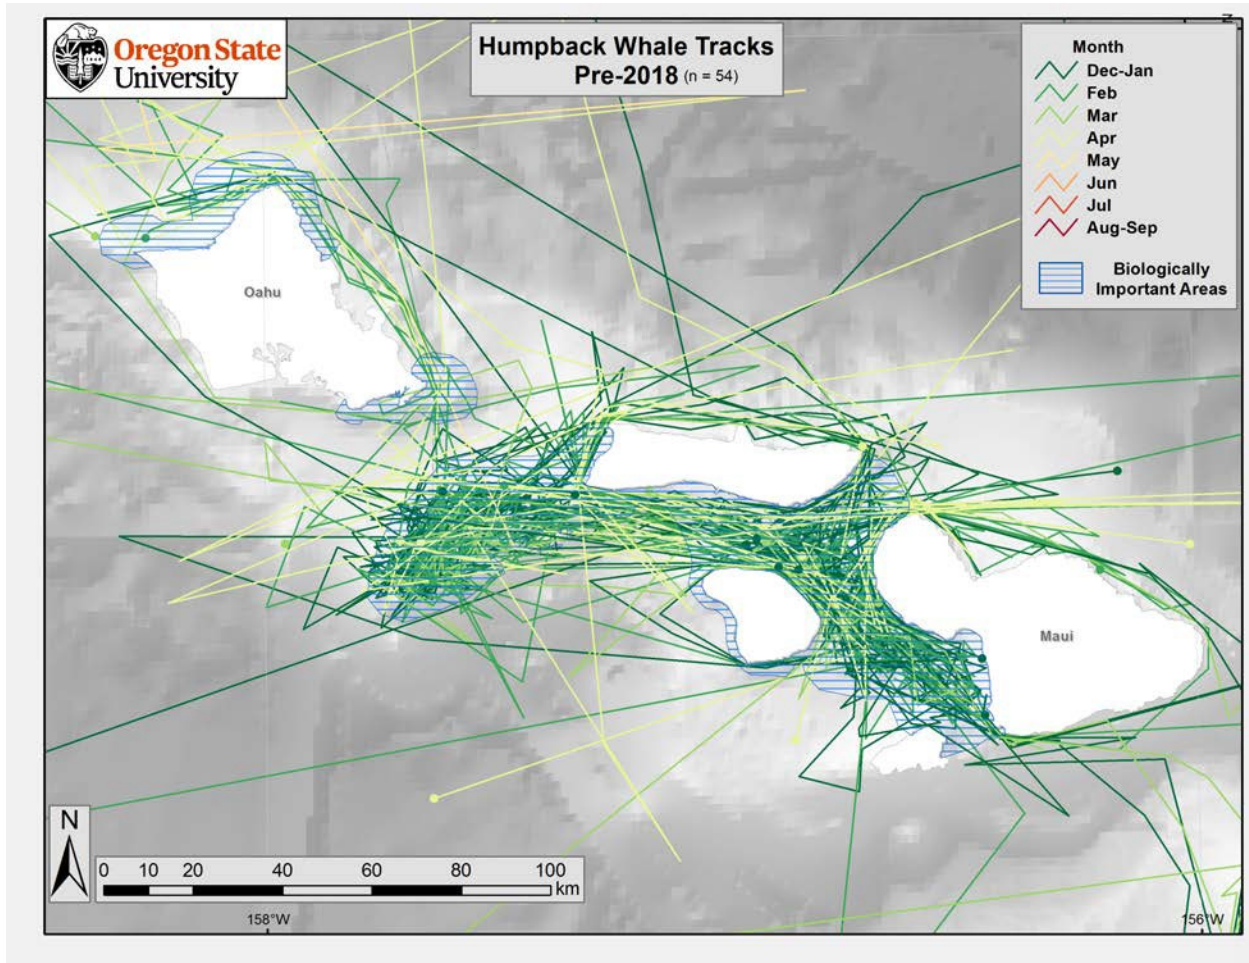 Oregon State
University
Humpback Whale Tracks
Pre-2018 (n = 54)
Month
Dec-Jan
Feb
Mar
Apr
May
Jun
Jul
Aug-Sep
Biologically
Important Areas
Oahu
Maui
N
0 10 20 40 60 80 100
km
158°W
156°W